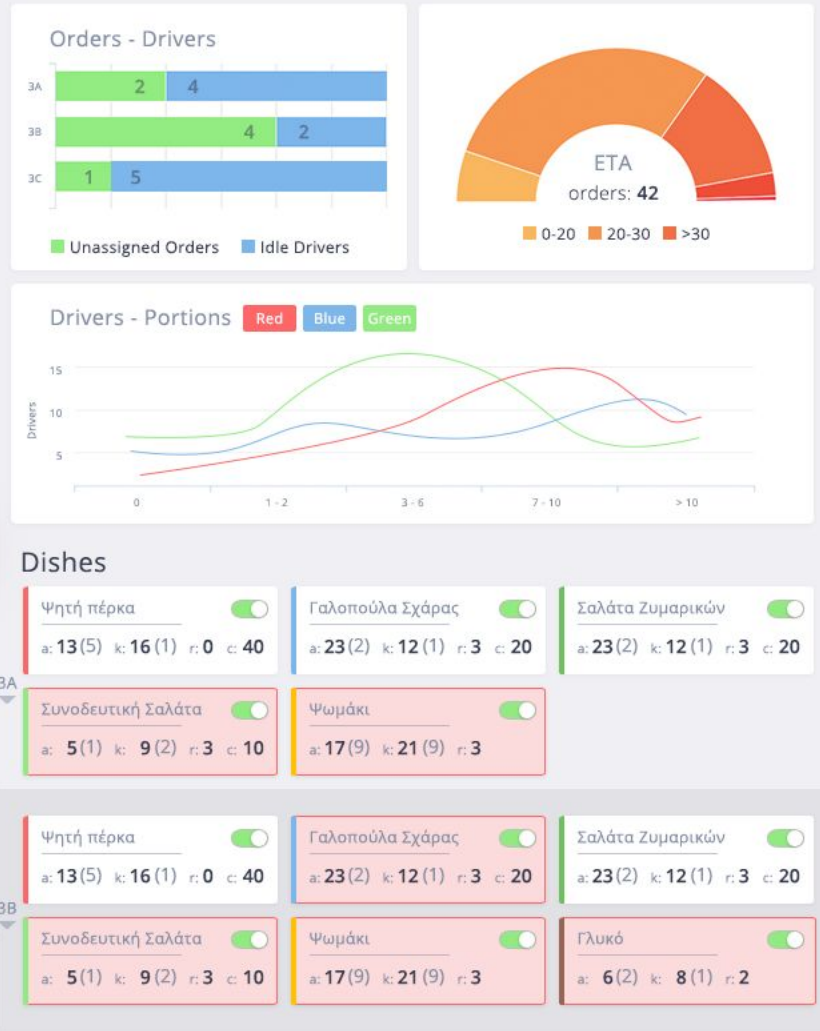 Orders - Drivers
3A 2 4
3B 4 2
3C 1 5
Unassigned Orders Idle Drivers
ETA
orders: 42
0-20 20-30 >30
Drivers - Portions Red Blue Green
15
10
5
Drivers
0 1 - 2 3 - 6 7 - 10 > 10
Dishes
3A
Ψητή πέρκα
a: 13(5) k: 16(1) r: 0 c: 40
Γαλοπούλα Σχάρας
a: 23(2) k: 12(1) r: 3 c: 20
Σαλάτα Ζυμαρικών
a: 23(2) k: 12(1) r: 3 c: 20
Συνοδευτική Σαλάτα
a: 5(1) k: 9(2) r: 3 c: 10
Ψωμάκι
a: 17(9) k: 21(9) r: 3
3B
Ψητή πέρκα
a: 13(5) k: 16(1) r: 0 c: 40
Γαλοπούλα Σχάρας
a: 23(2) k: 12(1) r: 3 c: 20
Σαλάτα Ζυμαρικών
a: 23(2) k: 12(1) r: 3 c: 20
Συνοδευτική Σαλάτα
a: 5(1) k: 9(2) r: 3 c: 10
Ψωμάκι
a: 17(9) k: 21(9) r: 3
Γλυκό
a: 6(2) k: 8(1) r: 2